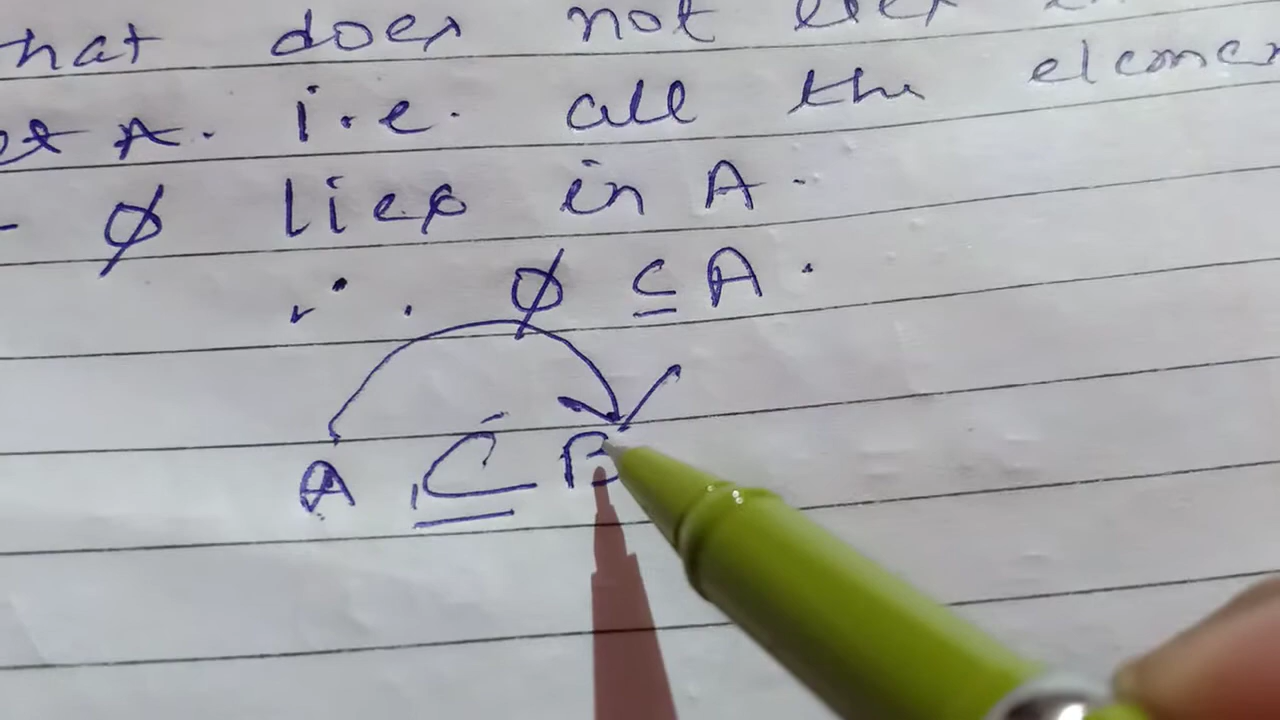 that does not
A. i.e. all the
φ lies in A.
∴ φ ⊆ A.
A ⊆ B